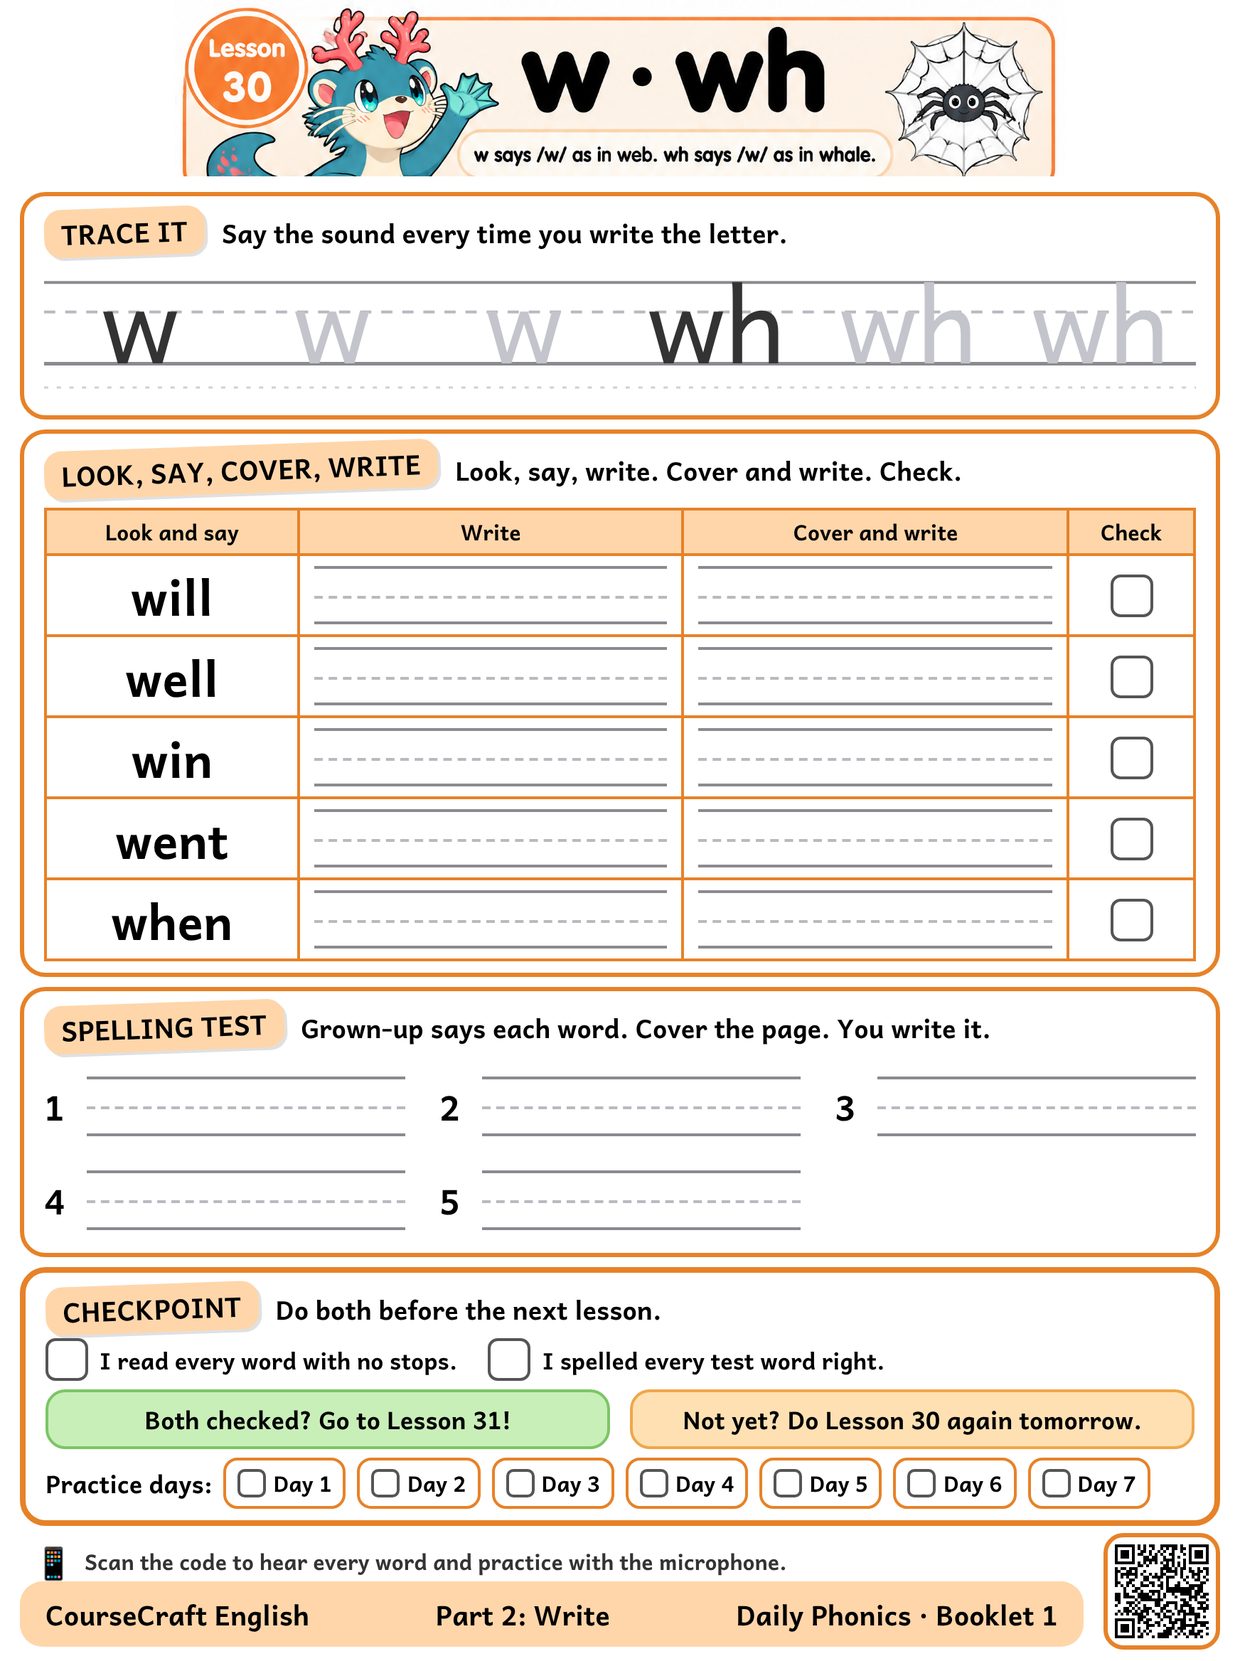 Lesson
30
w · wh
w says /w/ as in web. wh says /w/ as in whale.
TRACE IT Say the sound every time you write the letter.
w w w wh wh wh
LOOK, SAY, COVER, WRITE Look, say, write. Cover and write. Check.
Look and say Write Cover and write Check
will
well
win
went
when
SPELLING TEST Grown-up says each word. Cover the page. You write it.
1 2 3
4 5
CHECKPOINT Do both before the next lesson.
I read every word with no stops. I spelled every test word right.
Both checked? Go to Lesson 31! Not yet? Do Lesson 30 again tomorrow.
Practice days: Day 1 Day 2 Day 3 Day 4 Day 5 Day 6 Day 7
Scan the code to hear every word and practice with the microphone.
CourseCraft English Part 2: Write Daily Phonics · Booklet 1